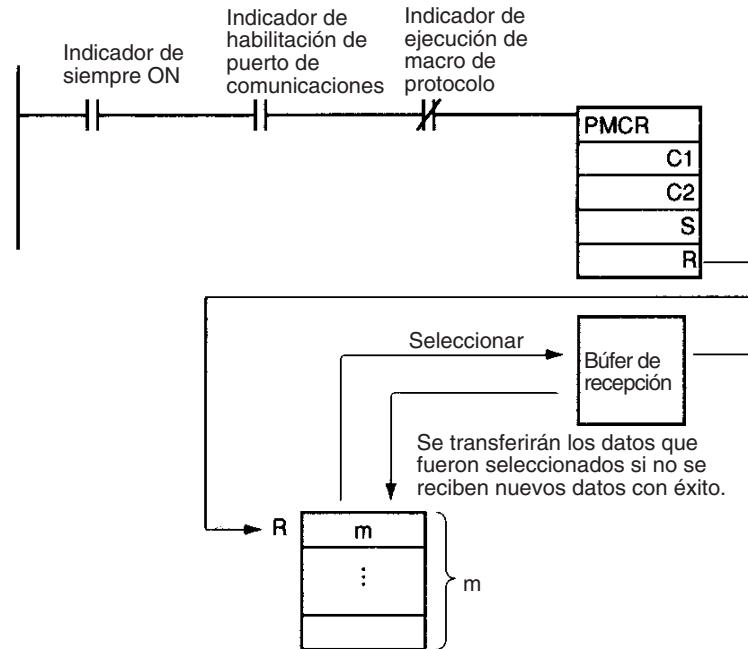 Indicador de
siempre ON
Indicador de
habilitación de
puerto de
comunicaciones
Indicador de
ejecución de
macro de
protocolo
PMCR
C1
C2
S
R
Seleccionar
Búfer de
recepción
Se transferirán los datos que
fueron seleccionados si no se
reciben nuevos datos con éxito.
R
m
⋮
m